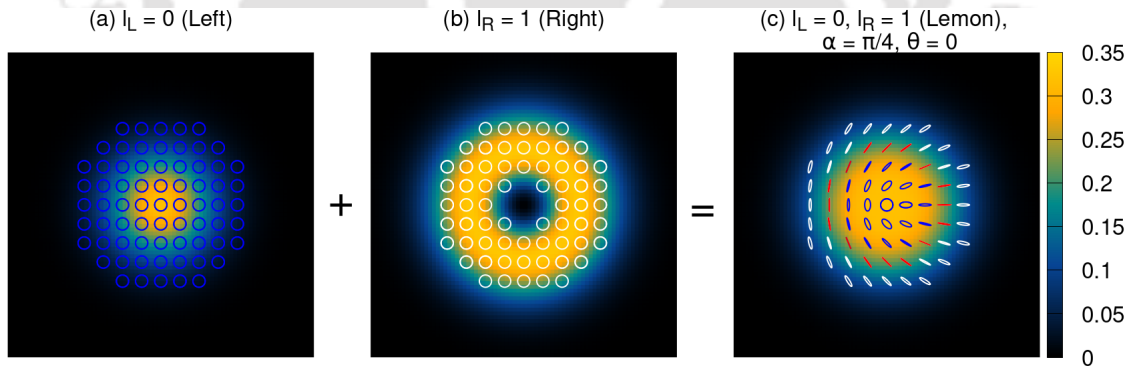 (a) l_L = 0 (Left)
(b) l_R = 1 (Right)
(c) l_L = 0, l_R = 1 (Lemon),
α = π/4, θ = 0
+
=
0.35
0.3
0.25
0.2
0.15
0.1
0.05
0